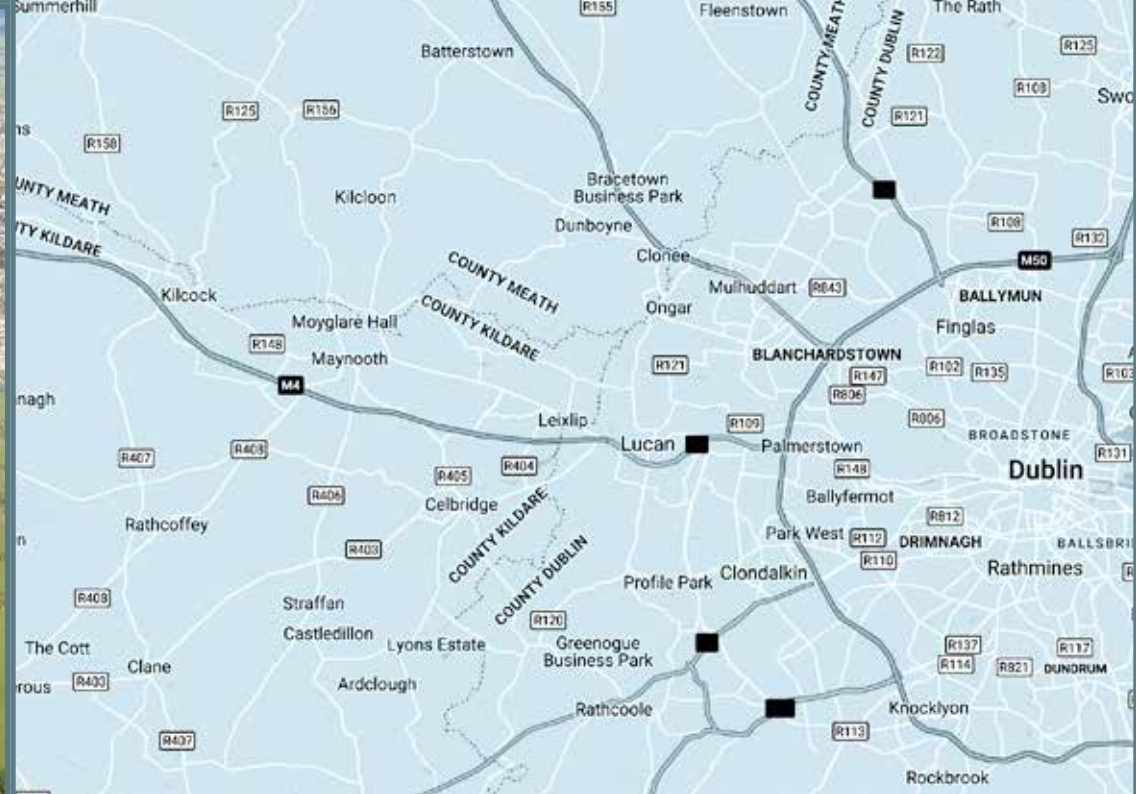 Summerhill
R155
Fleenstown
The Rath
COUNTY MEATH
COUNTY DUBLIN
Batterstown
R122
R125
R108
R125
R156
R121
R158
Bracetown
Business Park
UNTY MEATH
Kilcloon
Dunboyne
R108
R132
NTY KILDARE
Clonee
M50
COUNTY MEATH
Mulhuddart
R843
Kilcock
Ongar
BALLYMUN
COUNTY KILDARE
Moyglare Hall
Finglas
R148
Maynooth
BLANCHARDSTOWN
R121
R147
R102
R135
R103
M4
R806
nagh
Leixlip
R109
R806
BROADSTONE
R408
Lucan
Palmerstown
R131
R407
R405
R404
R148
Dublin
R406
Celbridge
Ballyfermot
R812
Rathcoffey
COUNTY KILDARE
Park West
R112
DRIMNAGH
BALLSBRI
R403
R110
COUNTY DUBLIN
Profile Park
Clondalkin
Rathmines
R408
Straffan
R120
Castledillon
Lyons Estate
Greenogue
Business Park
R137
R117
The Cott
Clane
R114
R821
DUNDRUM
erous
R403
Ardclough
Rathcoole
Knocklyon
R113
R407
Rockbrook